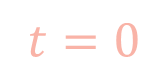 t = 0